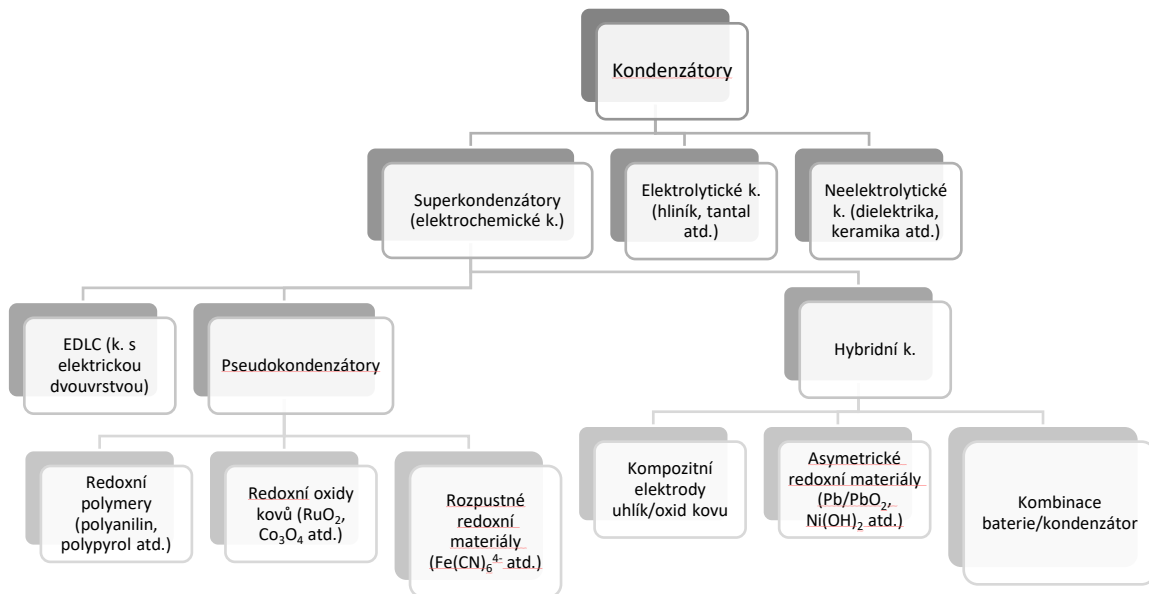 Kondenzátory
Superkondenzátory
(elektrochemické k.)
Elektrolytické k.
(hliník, tantal
atd.)
Neelektrolytické
k. (dielektrika,
keramika atd.)
EDLC (k. s
elektrickou
dvouvrstvou)
Pseudokondenzátory
Hybridní k.
Redoxní
polymery
(polyanilin,
polypyrol atd.)
Redoxní oxidy
kovů (RuO₂,
Co₃O₄ atd.)
Rozpustné
redoxní
materiály
(Fe(CN)₆⁴⁻ atd.)
Kompozitní
elektrody
uhlík/oxid kovu
Asymetrické
redoxní materiály
(Pb/PbO₂,
Ni(OH)₂ atd.)
Kombinace
baterie/kondenzátor